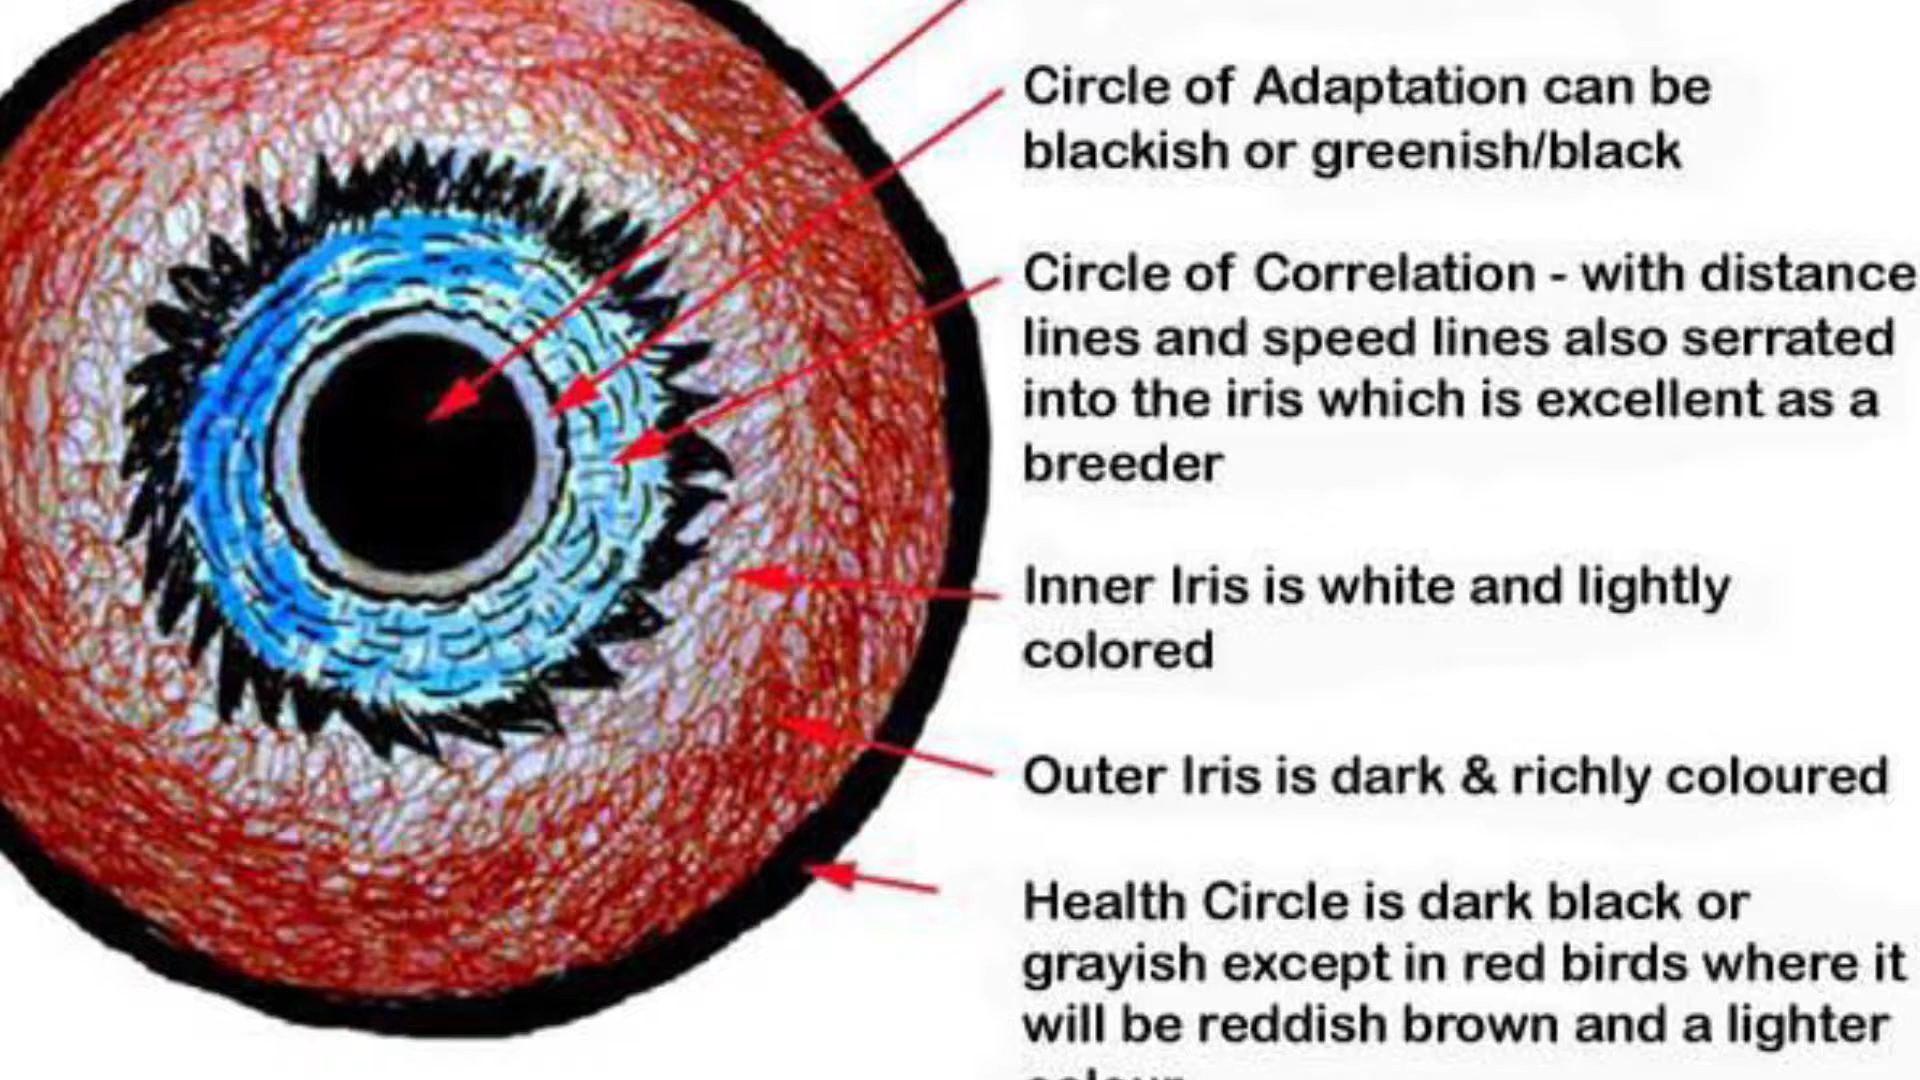 Circle of Adaptation can be
blackish or greenish/black
Circle of Correlation - with distance
lines and speed lines also serrated
into the iris which is excellent as a
breeder
Inner Iris is white and lightly
colored
Outer Iris is dark & richly coloured
Health Circle is dark black or
grayish except in red birds where it
will be reddish brown and a lighter